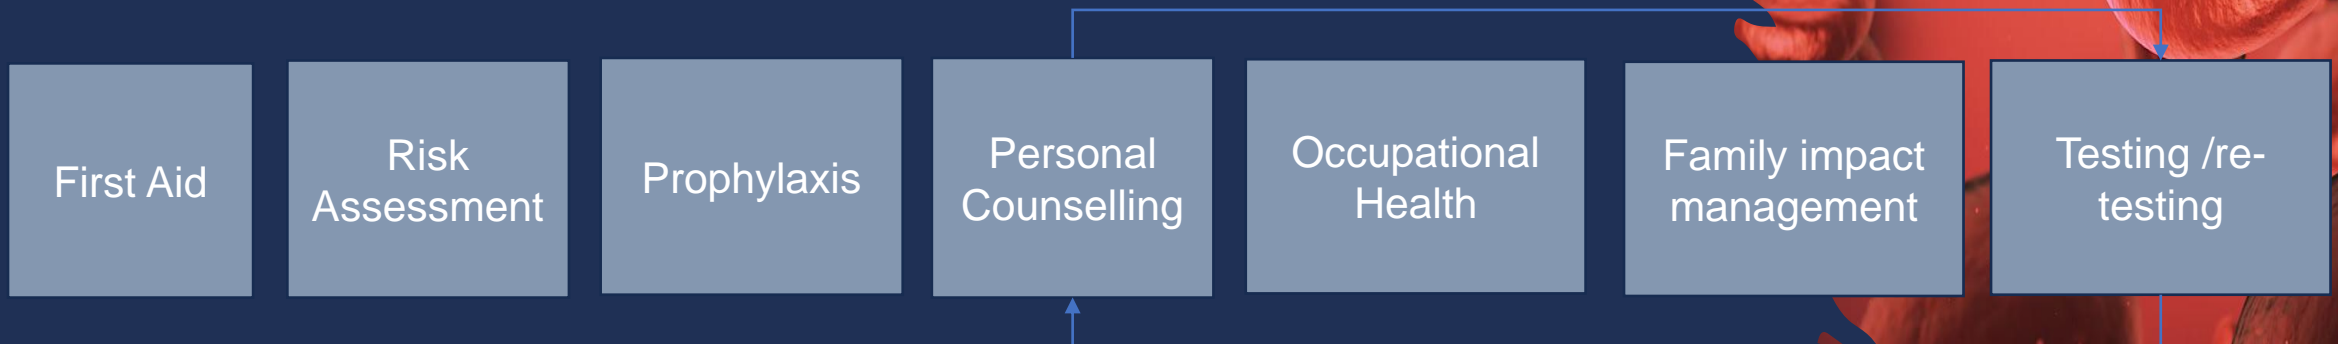 First Aid
Risk
Assessment
Prophylaxis
Personal
Counselling
Occupational
Health
Family impact
management
Testing /re-
testing